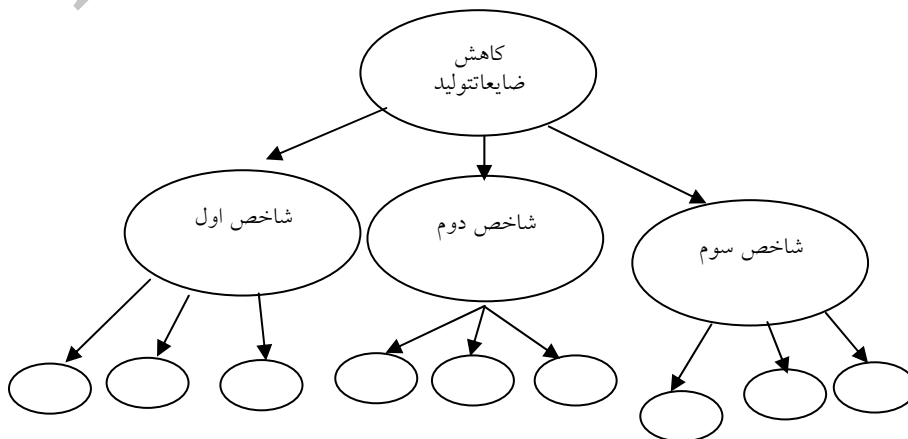 کاهش
ضایعاتتولید
شاخص اول
شاخص دوم
شاخص سوم